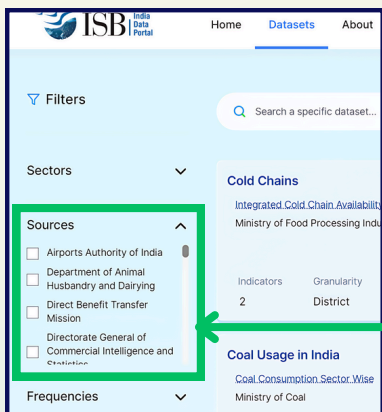 ISB India
Data
Portal
Home Datasets About
Filters
Search a specific dataset...
Sectors
Sources
Airports Authority of India
Department of Animal
Husbandry and Dairying
Direct Benefit Transfer
Mission
Directorate General of
Commercial Intelligence and
Statistics
Frequencies
Cold Chains
Integrated Cold Chain Availability
Ministry of Food Processing Indu
Indicators Granularity
2 District
Coal Usage in India
Coal Consumption Sector Wise
Ministry of Coal